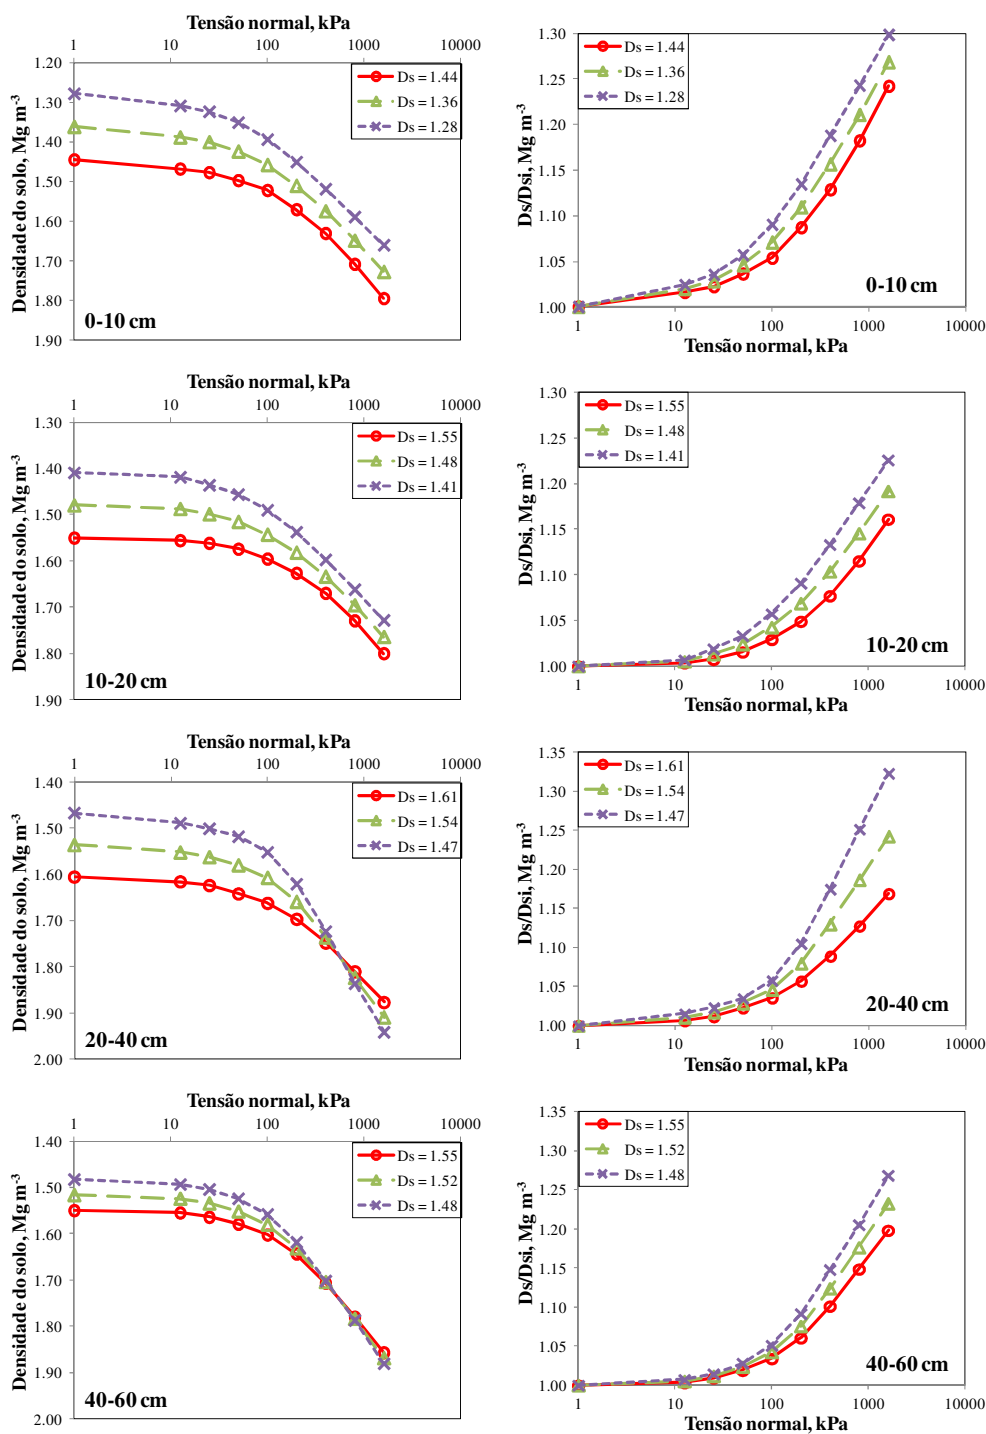 Tensão normal, kPa
1 10 100 1000 10000
1.20
1.30
1.40
1.50
1.60
1.70
1.80
1.90
Densidade do solo, Mg m-3
Ds = 1.44
Ds = 1.36
Ds = 1.28
0-10 cm
1.30
1.25
1.20
1.15
1.10
1.05
1.00
Ds/Dsi, Mg m-3
Ds = 1.44
Ds = 1.36
Ds = 1.28
0-10 cm
1 10 100 1000 10000
Tensão normal, kPa
Tensão normal, kPa
1 10 100 1000 10000
1.30
1.40
1.50
1.60
1.70
1.80
1.90
Densidade do solo, Mg m-3
Ds = 1.55
Ds = 1.48
Ds = 1.41
10-20 cm
1.30
1.25
1.20
1.15
1.10
1.05
1.00
Ds/Dsi, Mg m-3
Ds = 1.55
Ds = 1.48
Ds = 1.41
10-20 cm
1 10 100 1000 10000
Tensão normal, kPa
Tensão normal, kPa
1 10 100 1000 10000
1.40
1.50
1.60
1.70
1.80
1.90
2.00
Densidade do solo, Mg m-3
Ds = 1.61
Ds = 1.54
Ds = 1.47
20-40 cm
1.35
1.30
1.25
1.20
1.15
1.10
1.05
1.00
Ds/Dsi, Mg m-3
Ds = 1.61
Ds = 1.54
Ds = 1.47
20-40 cm
1 10 100 1000 10000
Tensão normal, kPa
Tensão normal, kPa
1 10 100 1000 10000
1.40
1.50
1.60
1.70
1.80
1.90
2.00
Densidade do solo, Mg m-3
Ds = 1.55
Ds = 1.52
Ds = 1.48
40-60 cm
1.35
1.30
1.25
1.20
1.15
1.10
1.05
1.00
Ds/Dsi, Mg m-3
Ds = 1.55
Ds = 1.52
Ds = 1.48
40-60 cm
1 10 100 1000 10000
Tensão normal, kPa